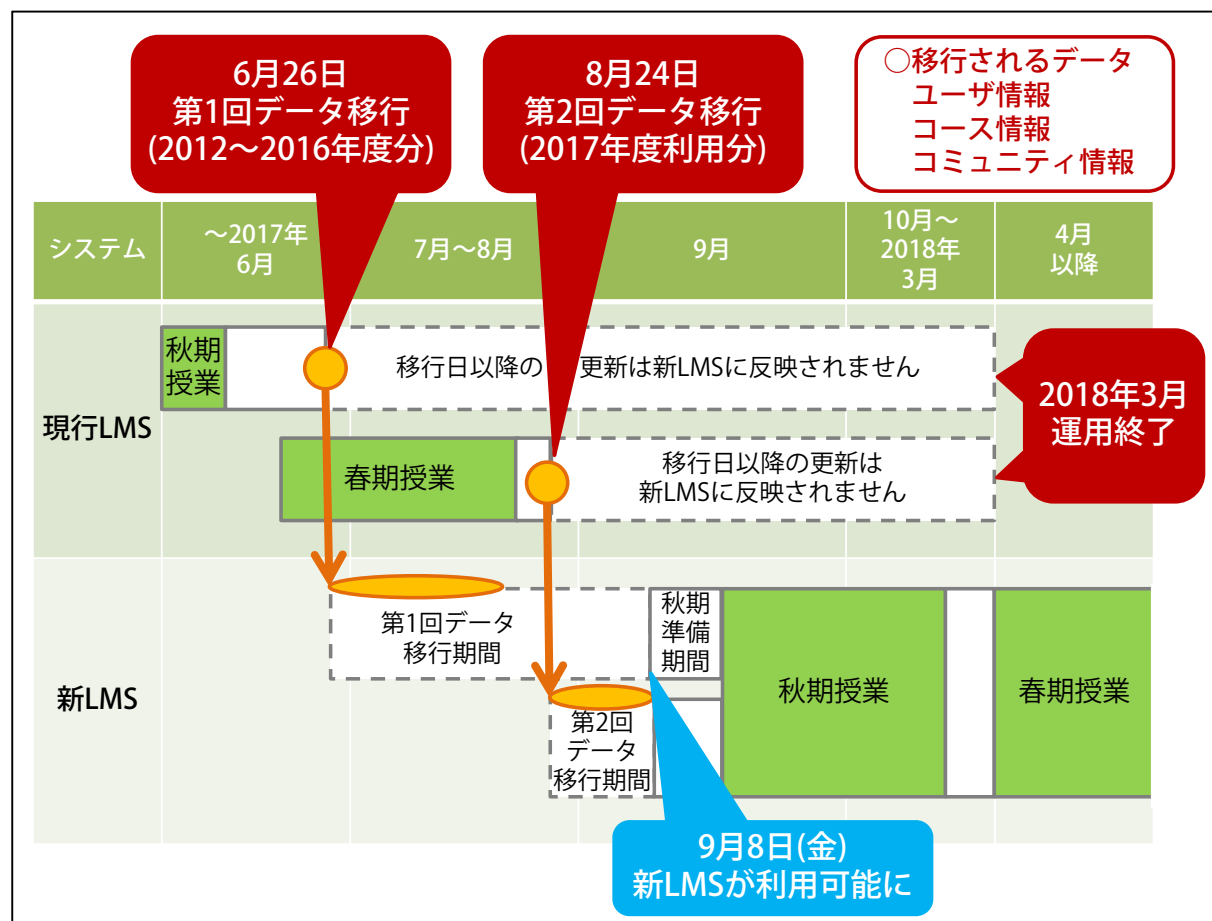 6月26日
第1回データ移行
(2012～2016年度分)
8月24日
第2回データ移行
(2017年度利用分)
○移行されるデータ
ユーザ情報
コース情報
コミュニティ情報
システム
～2017年
6月
7月～8月
9月
10月～
2018年
3月
4月
以降
現行LMS
秋期
授業
移行日以降の 更新は新LMSに反映されません
春期授業
移行日以降の更新は
新LMSに反映されません
2018年3月
運用終了
新LMS
第1回データ
移行期間
秋期
準備
期間
第2回
データ
移行期間
秋期授業
春期授業
9月8日(金)
新LMSが利用可能に